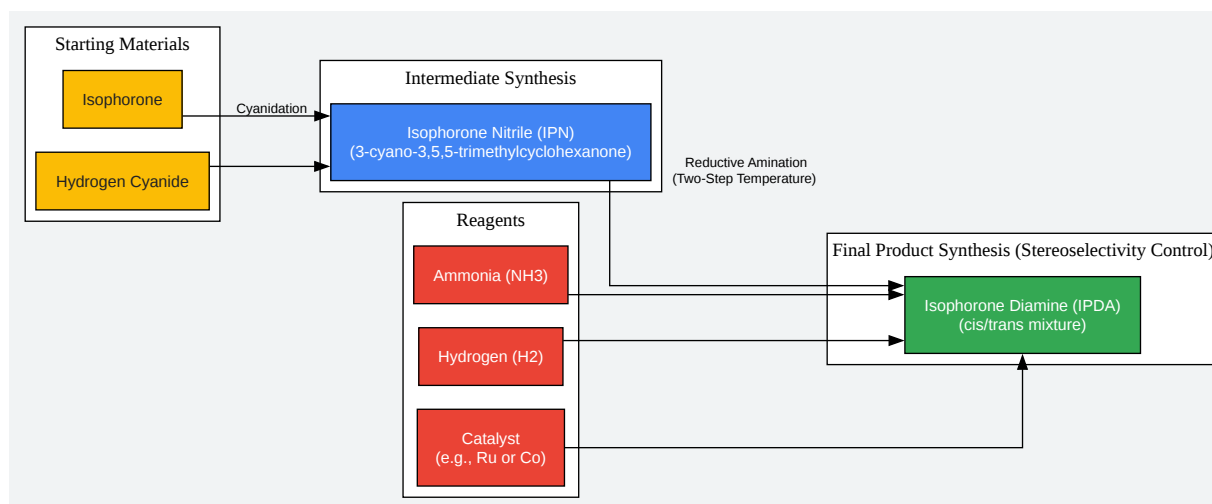 Starting Materials
Isophorone
Hydrogen Cyanide
Cyanidation
Intermediate Synthesis
Isophorone Nitrile (IPN)
(3-cyano-3,5,5-trimethylcyclohexanone)
Reductive Amination
(Two-Step Temperature)
Reagents
Ammonia (NH3)
Hydrogen (H2)
Catalyst
(e.g., Ru or Co)
Final Product Synthesis (Stereoselectivity Control)
Isophorone Diamine (IPDA)
(cis/trans mixture)